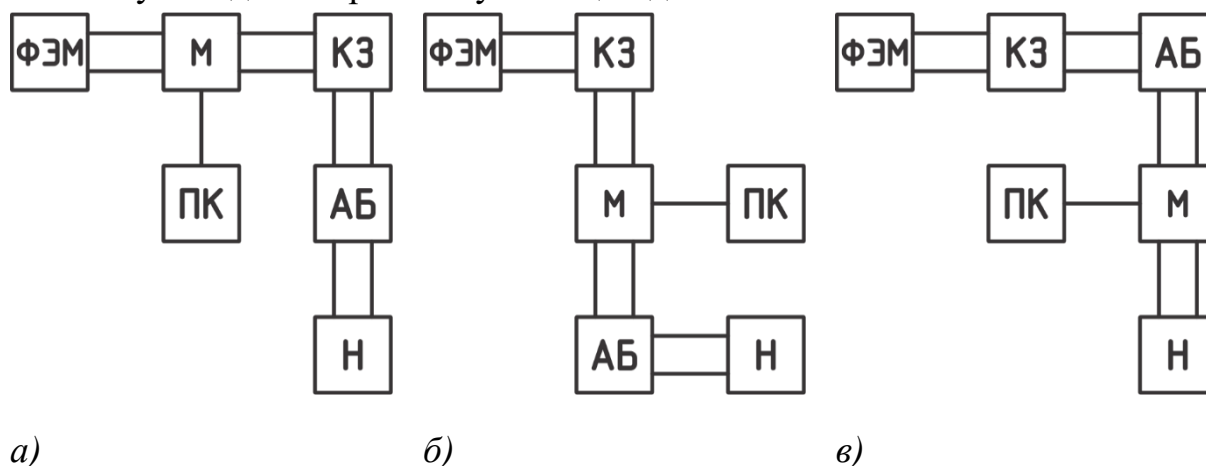 ФЭМ М КЗ ФЭМ КЗ ФЭМ КЗ АБ
ПК АБ М ПК ПК М
Н АБ Н Н
а) б) в)